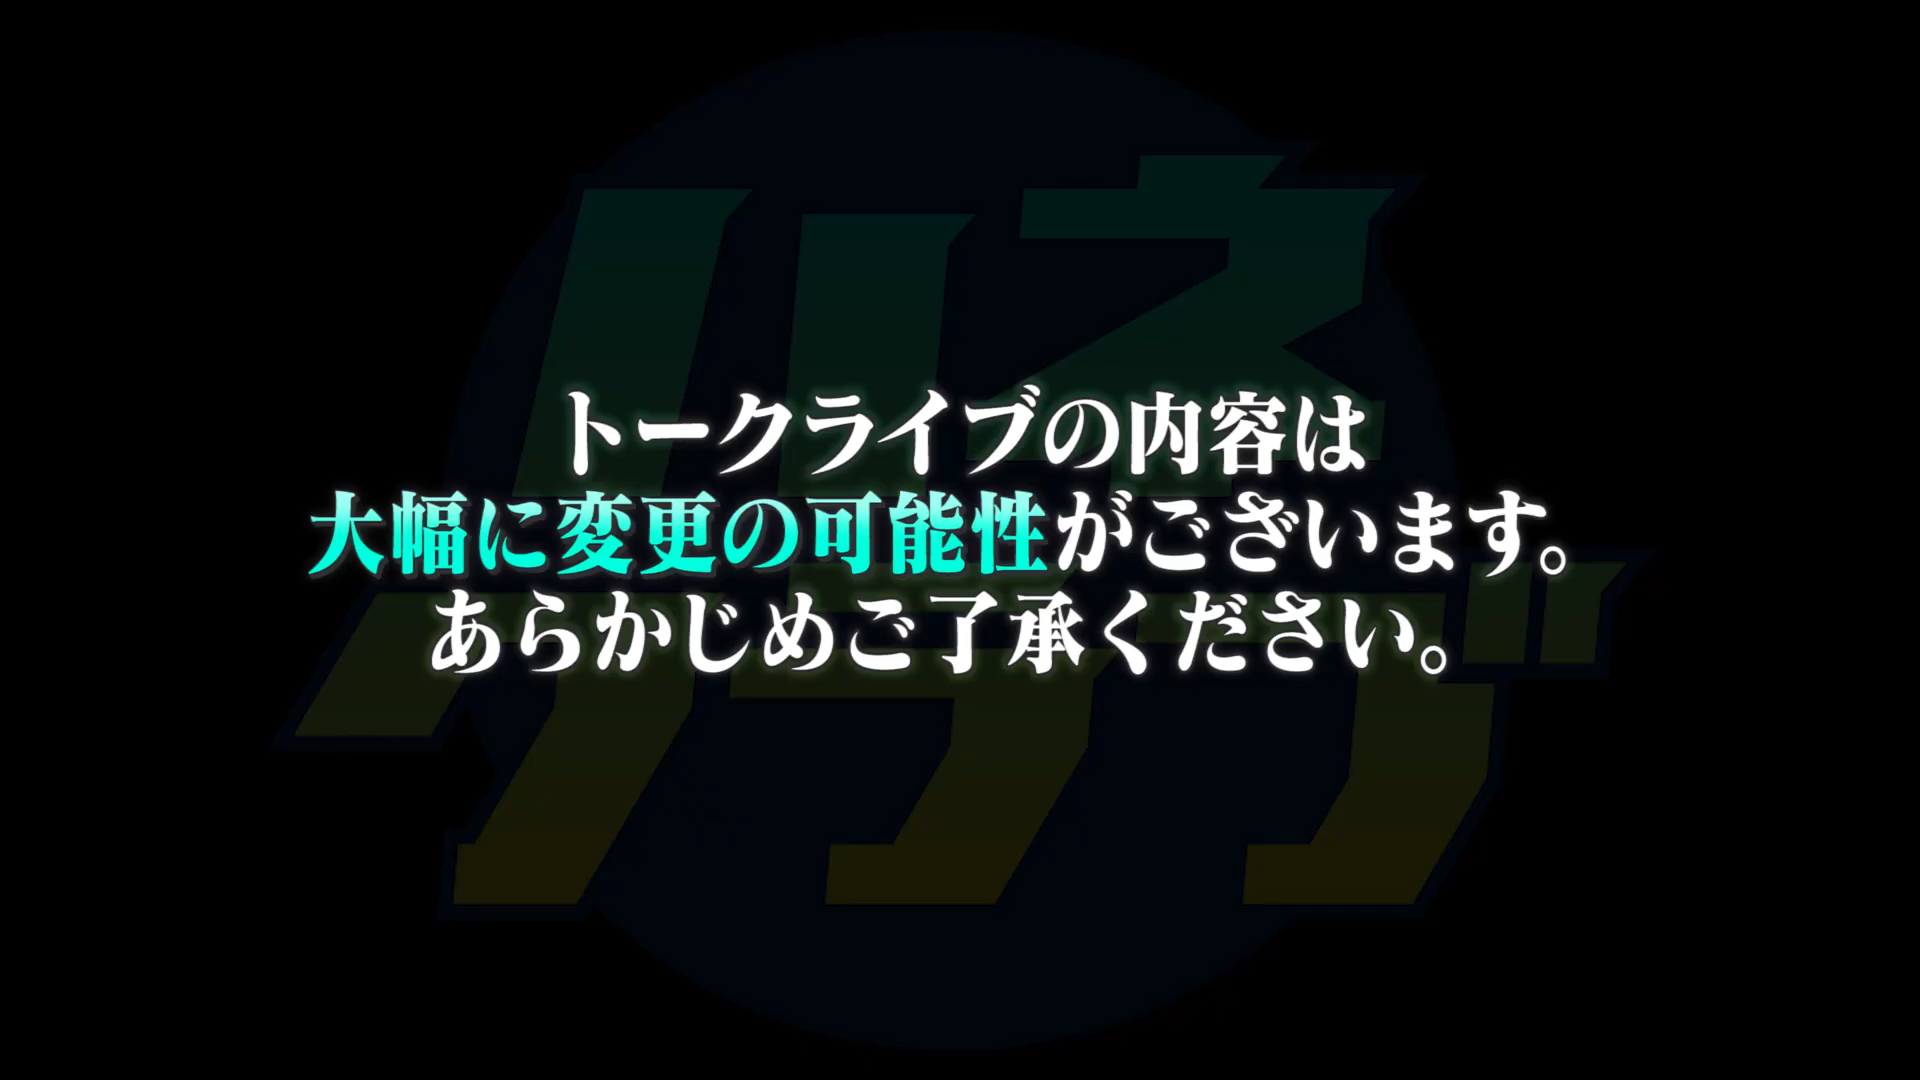 トークライブの内容は
大幅に変更の可能性がございます。
あらかじめご了承ください。